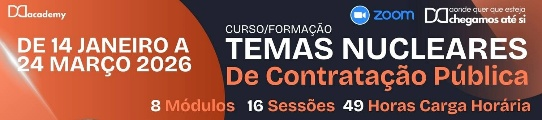 academy
DE 14 JANEIRO A
24 MARÇO 2026
CURSO/FORMAÇÃO
TEMAS NUCLEARES
De Contratação Pública
8 Módulos 16 Sessões 49 Horas Carga Horária
zoom
aonde quer que esteja
chegamos até si